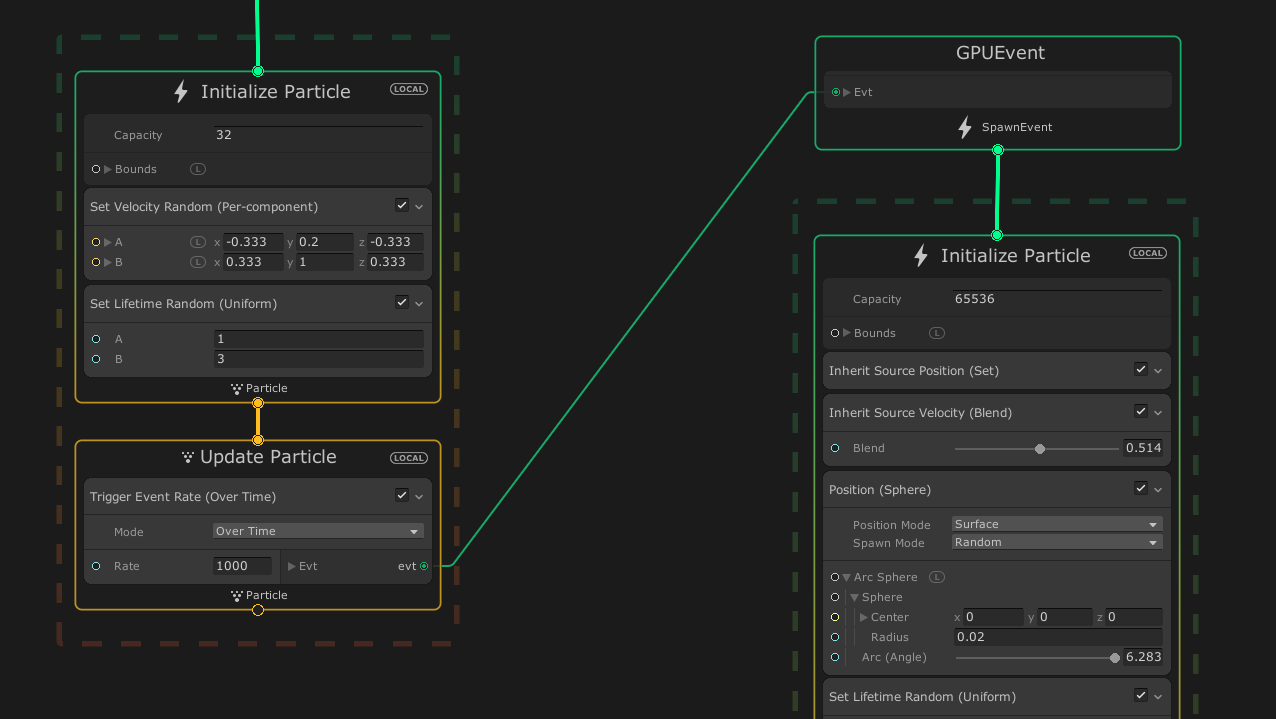 Initialize Particle LOCAL
Capacity 32
Bounds L
Set Velocity Random (Per-component)
A L x -0.333 y 0.2 z -0.333
B L x 0.333 y 1 z 0.333
Set Lifetime Random (Uniform)
A 1
B 3
Particle
Update Particle LOCAL
Trigger Event Rate (Over Time)
Mode Over Time
Rate 1000 Evt evt
Particle
GPUEvent
Evt
SpawnEvent
Initialize Particle LOCAL
Capacity 65536
Bounds L
Inherit Source Position (Set)
Inherit Source Velocity (Blend)
Blend 0.514
Position (Sphere)
Position Mode Surface
Spawn Mode Random
Arc Sphere L
Sphere
Center x 0 y 0 z 0
Radius 0.02
Arc (Angle) 6.283
Set Lifetime Random (Uniform)